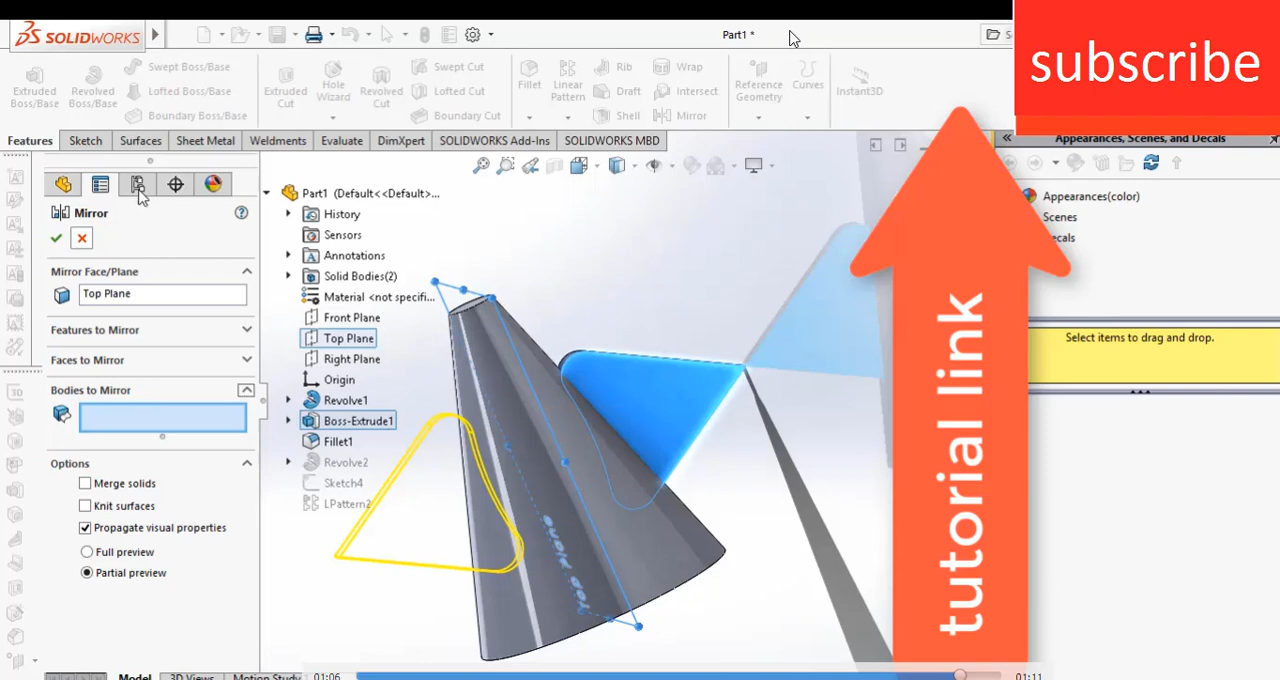 SOLIDWORKS
Part1 *
S
subscribe
Extruded Boss/Base
Revolved Boss/Base
Swept Boss/Base
Lofted Boss/Base
Boundary Boss/Base
Extruded Cut
Hole Wizard
Revolved Cut
Swept Cut
Lofted Cut
Boundary Cut
Fillet
Linear Pattern
Rib
Draft
Shell
Wrap
Intersect
Mirror
Reference Geometry
Curves
Instant3D
Features
Sketch
Surfaces
Sheet Metal
Weldments
Evaluate
DimXpert
SOLIDWORKS Add-Ins
SOLIDWORKS MBD
Appearances, Scenes, and Decals
Mirror
Mirror Face/Plane
Top Plane
Features to Mirror
Faces to Mirror
Bodies to Mirror
Options
Merge solids
Knit surfaces
Propagate visual properties
Full preview
Partial preview
Part1 (Default<<Default>...
History
Sensors
Annotations
Solid Bodies(2)
Material <not specifi...
Front Plane
Top Plane
Right Plane
Origin
Revolve1
Boss-Extrude1
Fillet1
Revolve2
Sketch4
LPattern2
Top Plane
tutorial link
Appearances(color)
Scenes
ecals
Select items to drag and drop.
3D
Model
3D Views
Motion Study
01:06
01:11